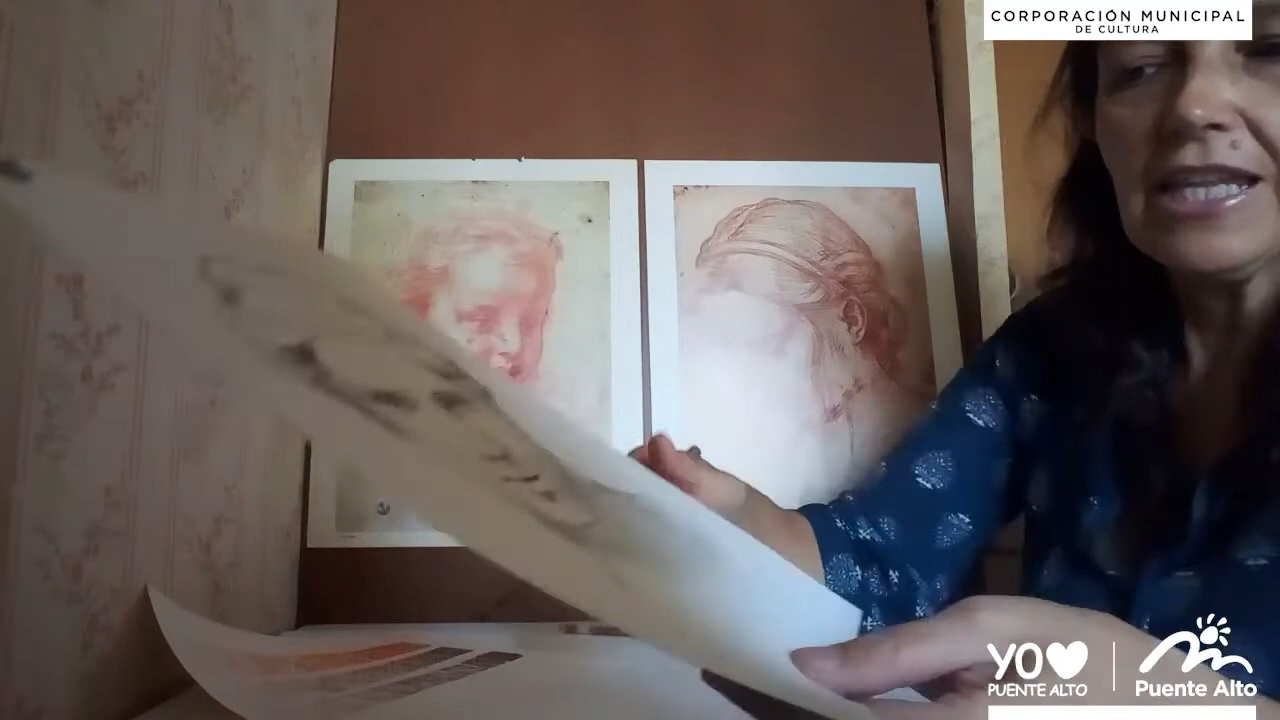 CORPORACIÓN MUNICIPAL
DE CULTURA
YO
PUENTE ALTO
Puente Alto